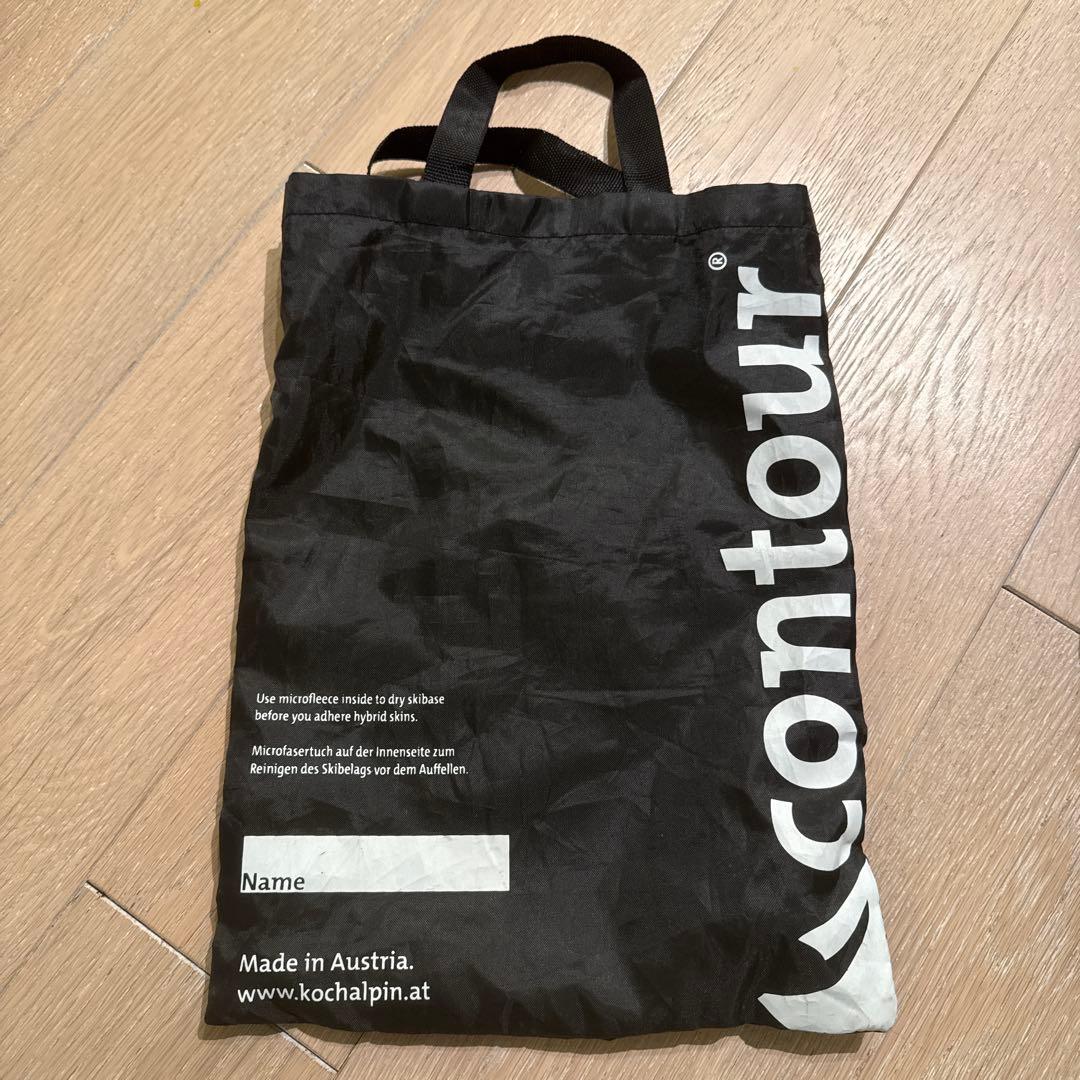 contour®
Use microfleece inside to dry skibase
before you adhere hybrid skins.
Microfasertuch auf der Innenseite zum
Reinigen des Skibelags vor dem Auffellen.
Name
Made in Austria.
www.kochalpin.at